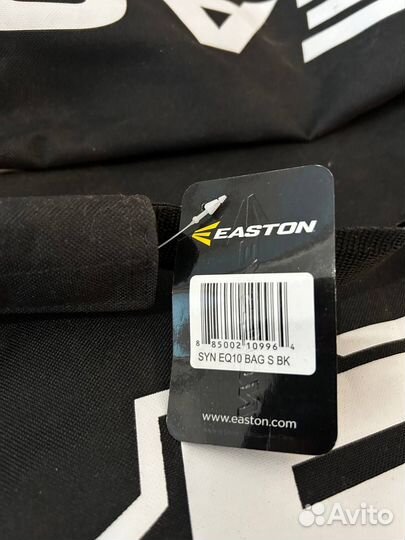 EASTON
8 85002 10996 4
SYN EQ10 BAG S BK
www.easton.com
Avito